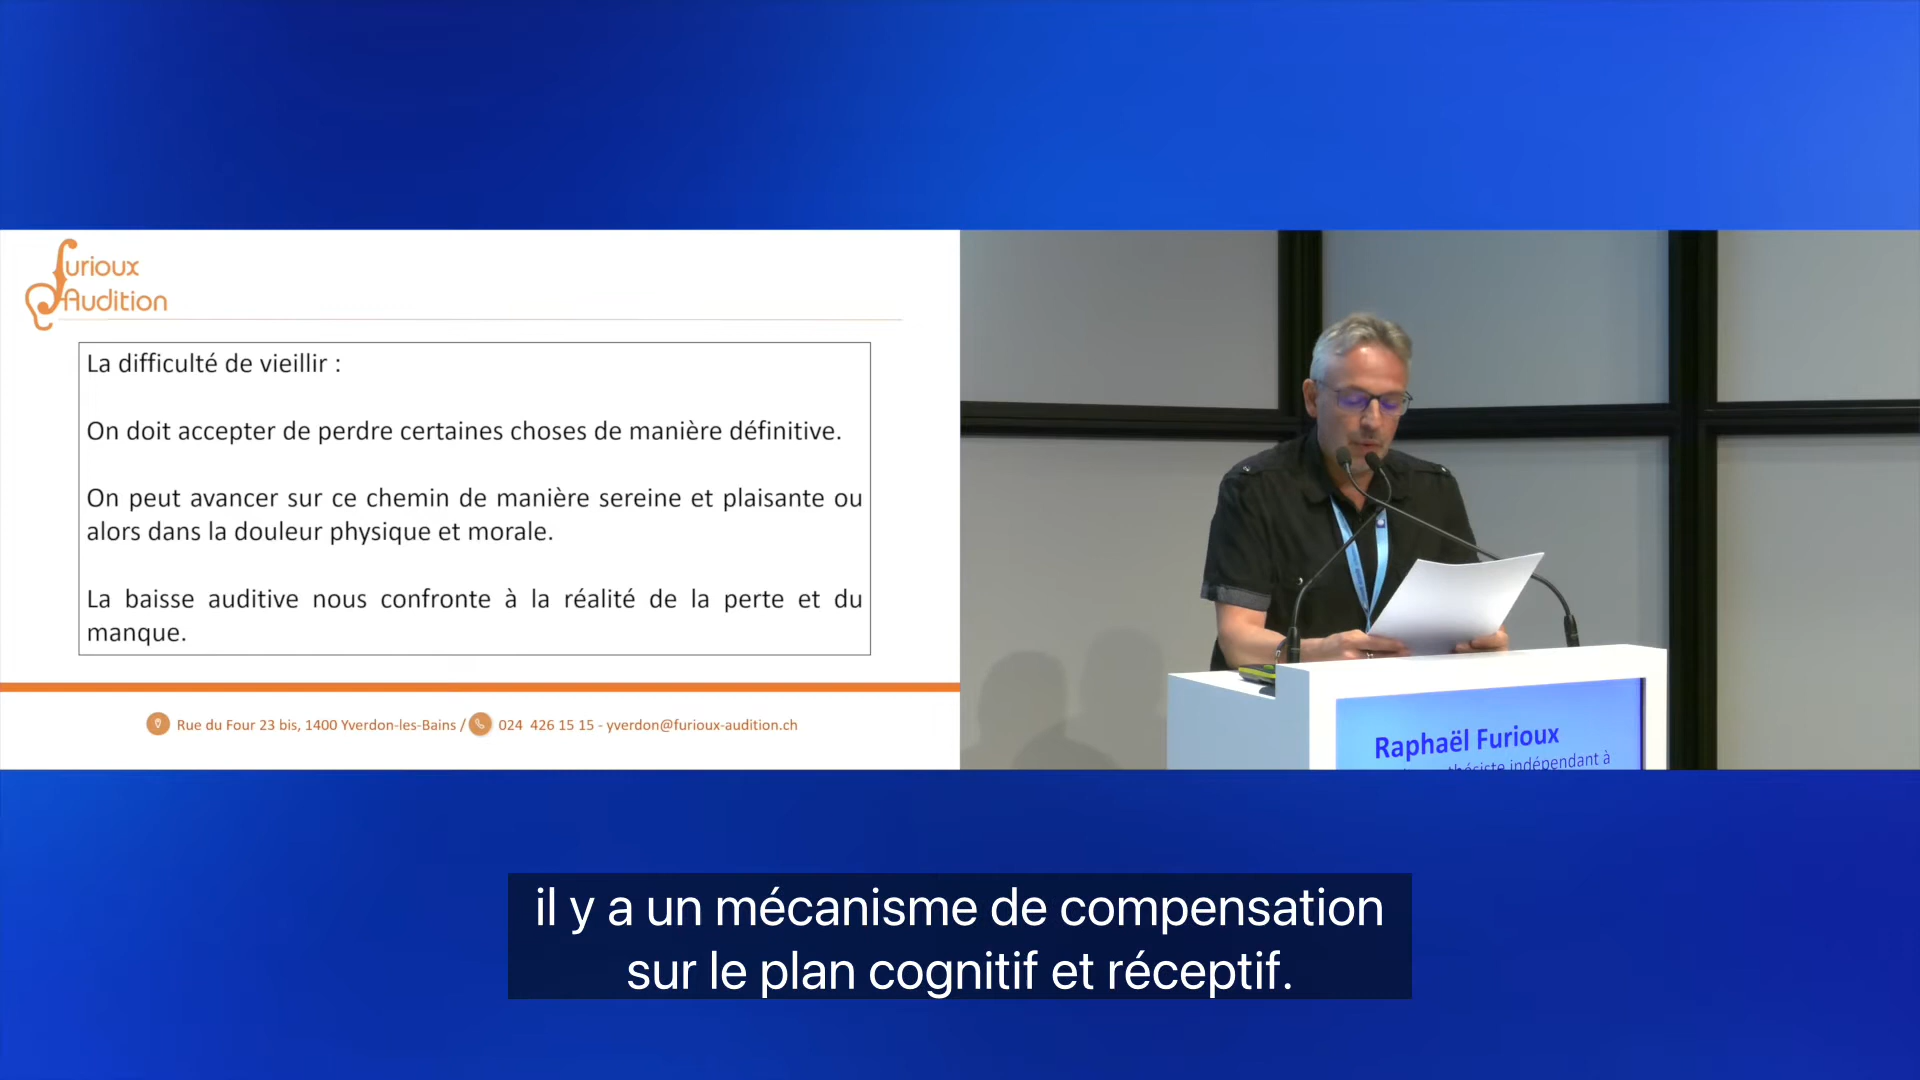 Furioux
Audition
La difficulté de vieillir :
On doit accepter de perdre certaines choses de manière définitive.
On peut avancer sur ce chemin de manière sereine et plaisante ou
alors dans la douleur physique et morale.
La baisse auditive nous confronte à la réalité de la perte et du
manque.
Rue du Four 23 bis, 1400 Yverdon-les-Bains / 024 426 15 15 - yverdon@furioux-audition.ch
Raphaël Furioux
indépendant à
il y a un mécanisme de compensation
sur le plan cognitif et réceptif.